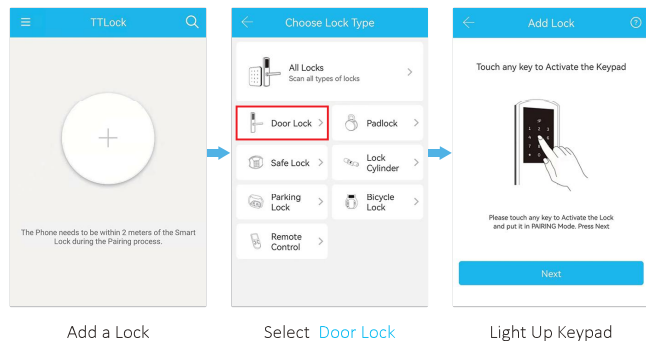 TTLock
The Phone needs to be within 2 meters of the Smart
Lock during the Pairing process.
Add a Lock
Choose Lock Type
All Locks
Scan all types of locks
Door Lock
Padlock
Safe Lock
Lock
Cylinder
Parking
Lock
Bicycle
Lock
Remote
Control
Select Door Lock
Add Lock
Touch any key to Activate the Keypad
1 2 3
Please touch any key to Activate the Lock
and put it in PAIRING Mode. Press Next
Next
Light Up Keypad